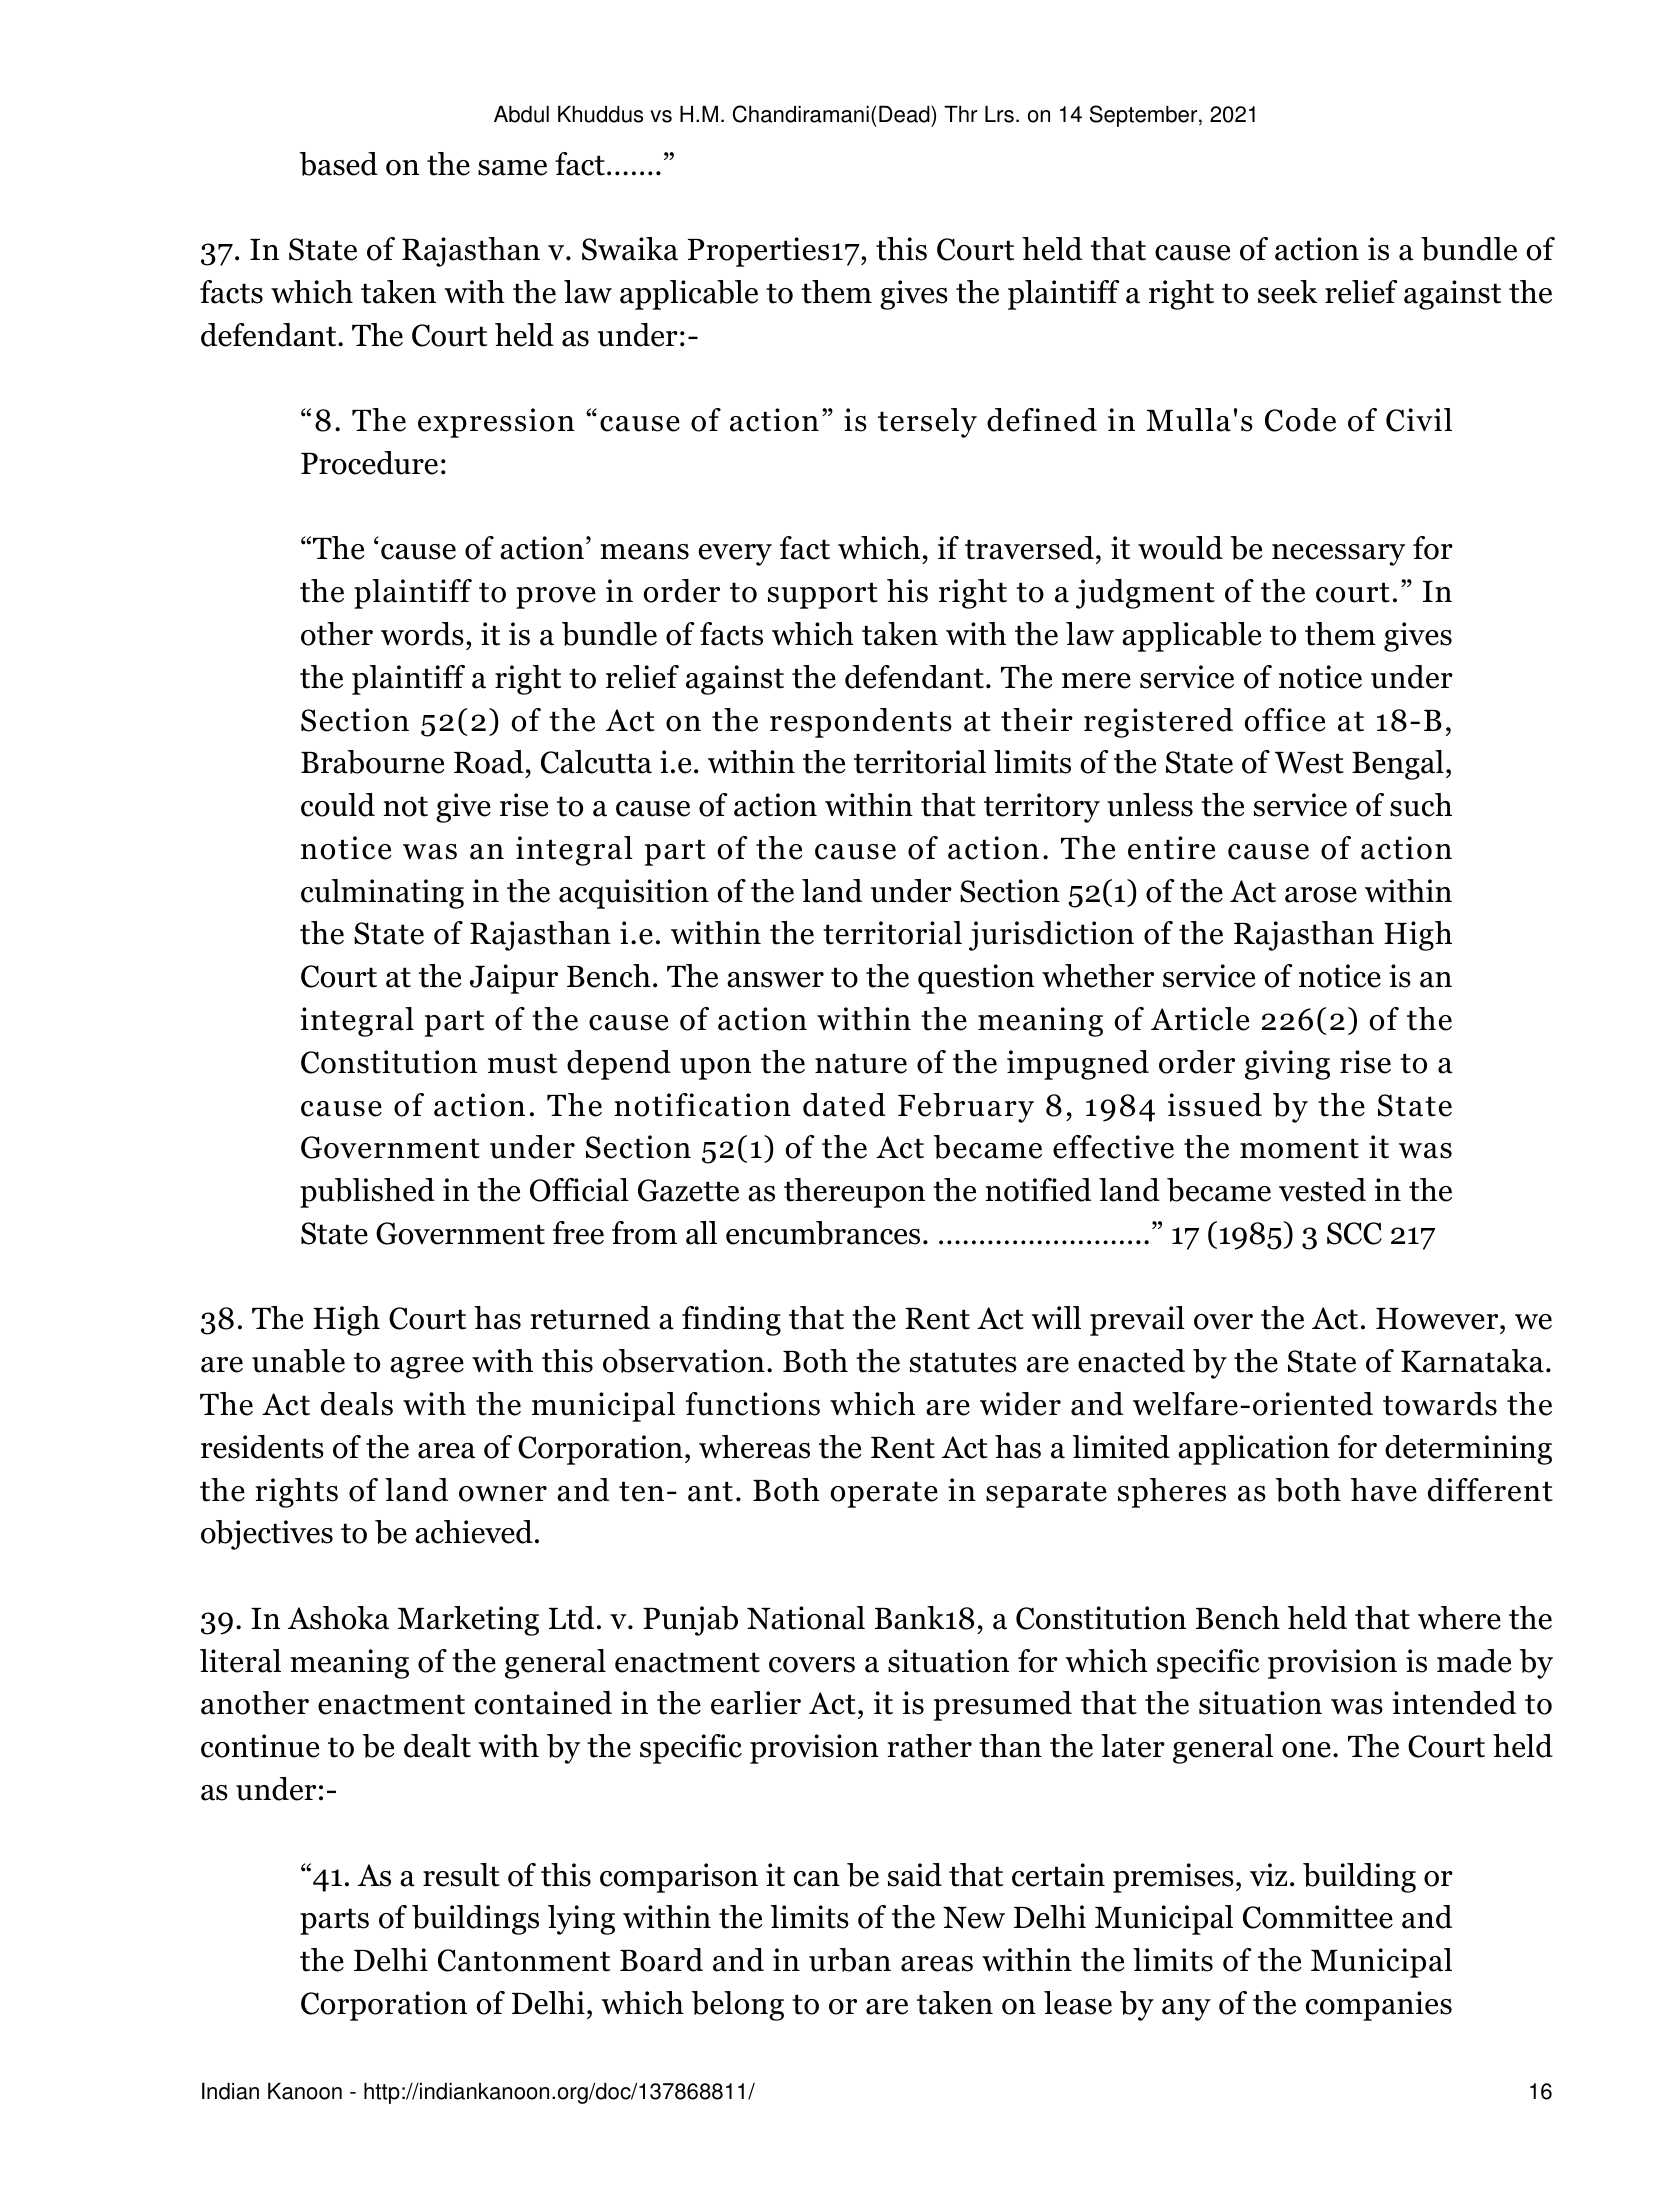 Abdul Khuddus vs H.M. Chandiramani(Dead) Thr Lrs. on 14 September, 2021
based on the same fact.......”
37. In State of Rajasthan v. Swaika Properties17, this Court held that cause of action is a bundle of
facts which taken with the law applicable to them gives the plaintiff a right to seek relief against the
defendant. The Court held as under:-
“8. The expression “cause of action” is tersely defined in Mulla's Code of Civil
Procedure:
“The ‘cause of action’ means every fact which, if traversed, it would be necessary for
the plaintiff to prove in order to support his right to a judgment of the court.” In
other words, it is a bundle of facts which taken with the law applicable to them gives
the plaintiff a right to relief against the defendant. The mere service of notice under
Section 52(2) of the Act on the respondents at their registered office at 18-B,
Brabourne Road, Calcutta i.e. within the territorial limits of the State of West Bengal,
could not give rise to a cause of action within that territory unless the service of such
notice was an integral part of the cause of action. The entire cause of action
culminating in the acquisition of the land under Section 52(1) of the Act arose within
the State of Rajasthan i.e. within the territorial jurisdiction of the Rajasthan High
Court at the Jaipur Bench. The answer to the question whether service of notice is an
integral part of the cause of action within the meaning of Article 226(2) of the
Constitution must depend upon the nature of the impugned order giving rise to a
cause of action. The notification dated February 8, 1984 issued by the State
Government under Section 52(1) of the Act became effective the moment it was
published in the Official Gazette as thereupon the notified land became vested in the
State Government free from all encumbrances. ..........................” 17 (1985) 3 SCC 217
38. The High Court has returned a finding that the Rent Act will prevail over the Act. However, we
are unable to agree with this observation. Both the statutes are enacted by the State of Karnataka.
The Act deals with the municipal functions which are wider and welfare-oriented towards the
residents of the area of Corporation, whereas the Rent Act has a limited application for determining
the rights of land owner and ten- ant. Both operate in separate spheres as both have different
objectives to be achieved.
39. In Ashoka Marketing Ltd. v. Punjab National Bank18, a Constitution Bench held that where the
literal meaning of the general enactment covers a situation for which specific provision is made by
another enactment contained in the earlier Act, it is presumed that the situation was intended to
continue to be dealt with by the specific provision rather than the later general one. The Court held
as under:-
“41. As a result of this comparison it can be said that certain premises, viz. building or
parts of buildings lying within the limits of the New Delhi Municipal Committee and
the Delhi Cantonment Board and in urban areas within the limits of the Municipal
Corporation of Delhi, which belong to or are taken on lease by any of the companies
Indian Kanoon - http://indiankanoon.org/doc/137868811/ 16